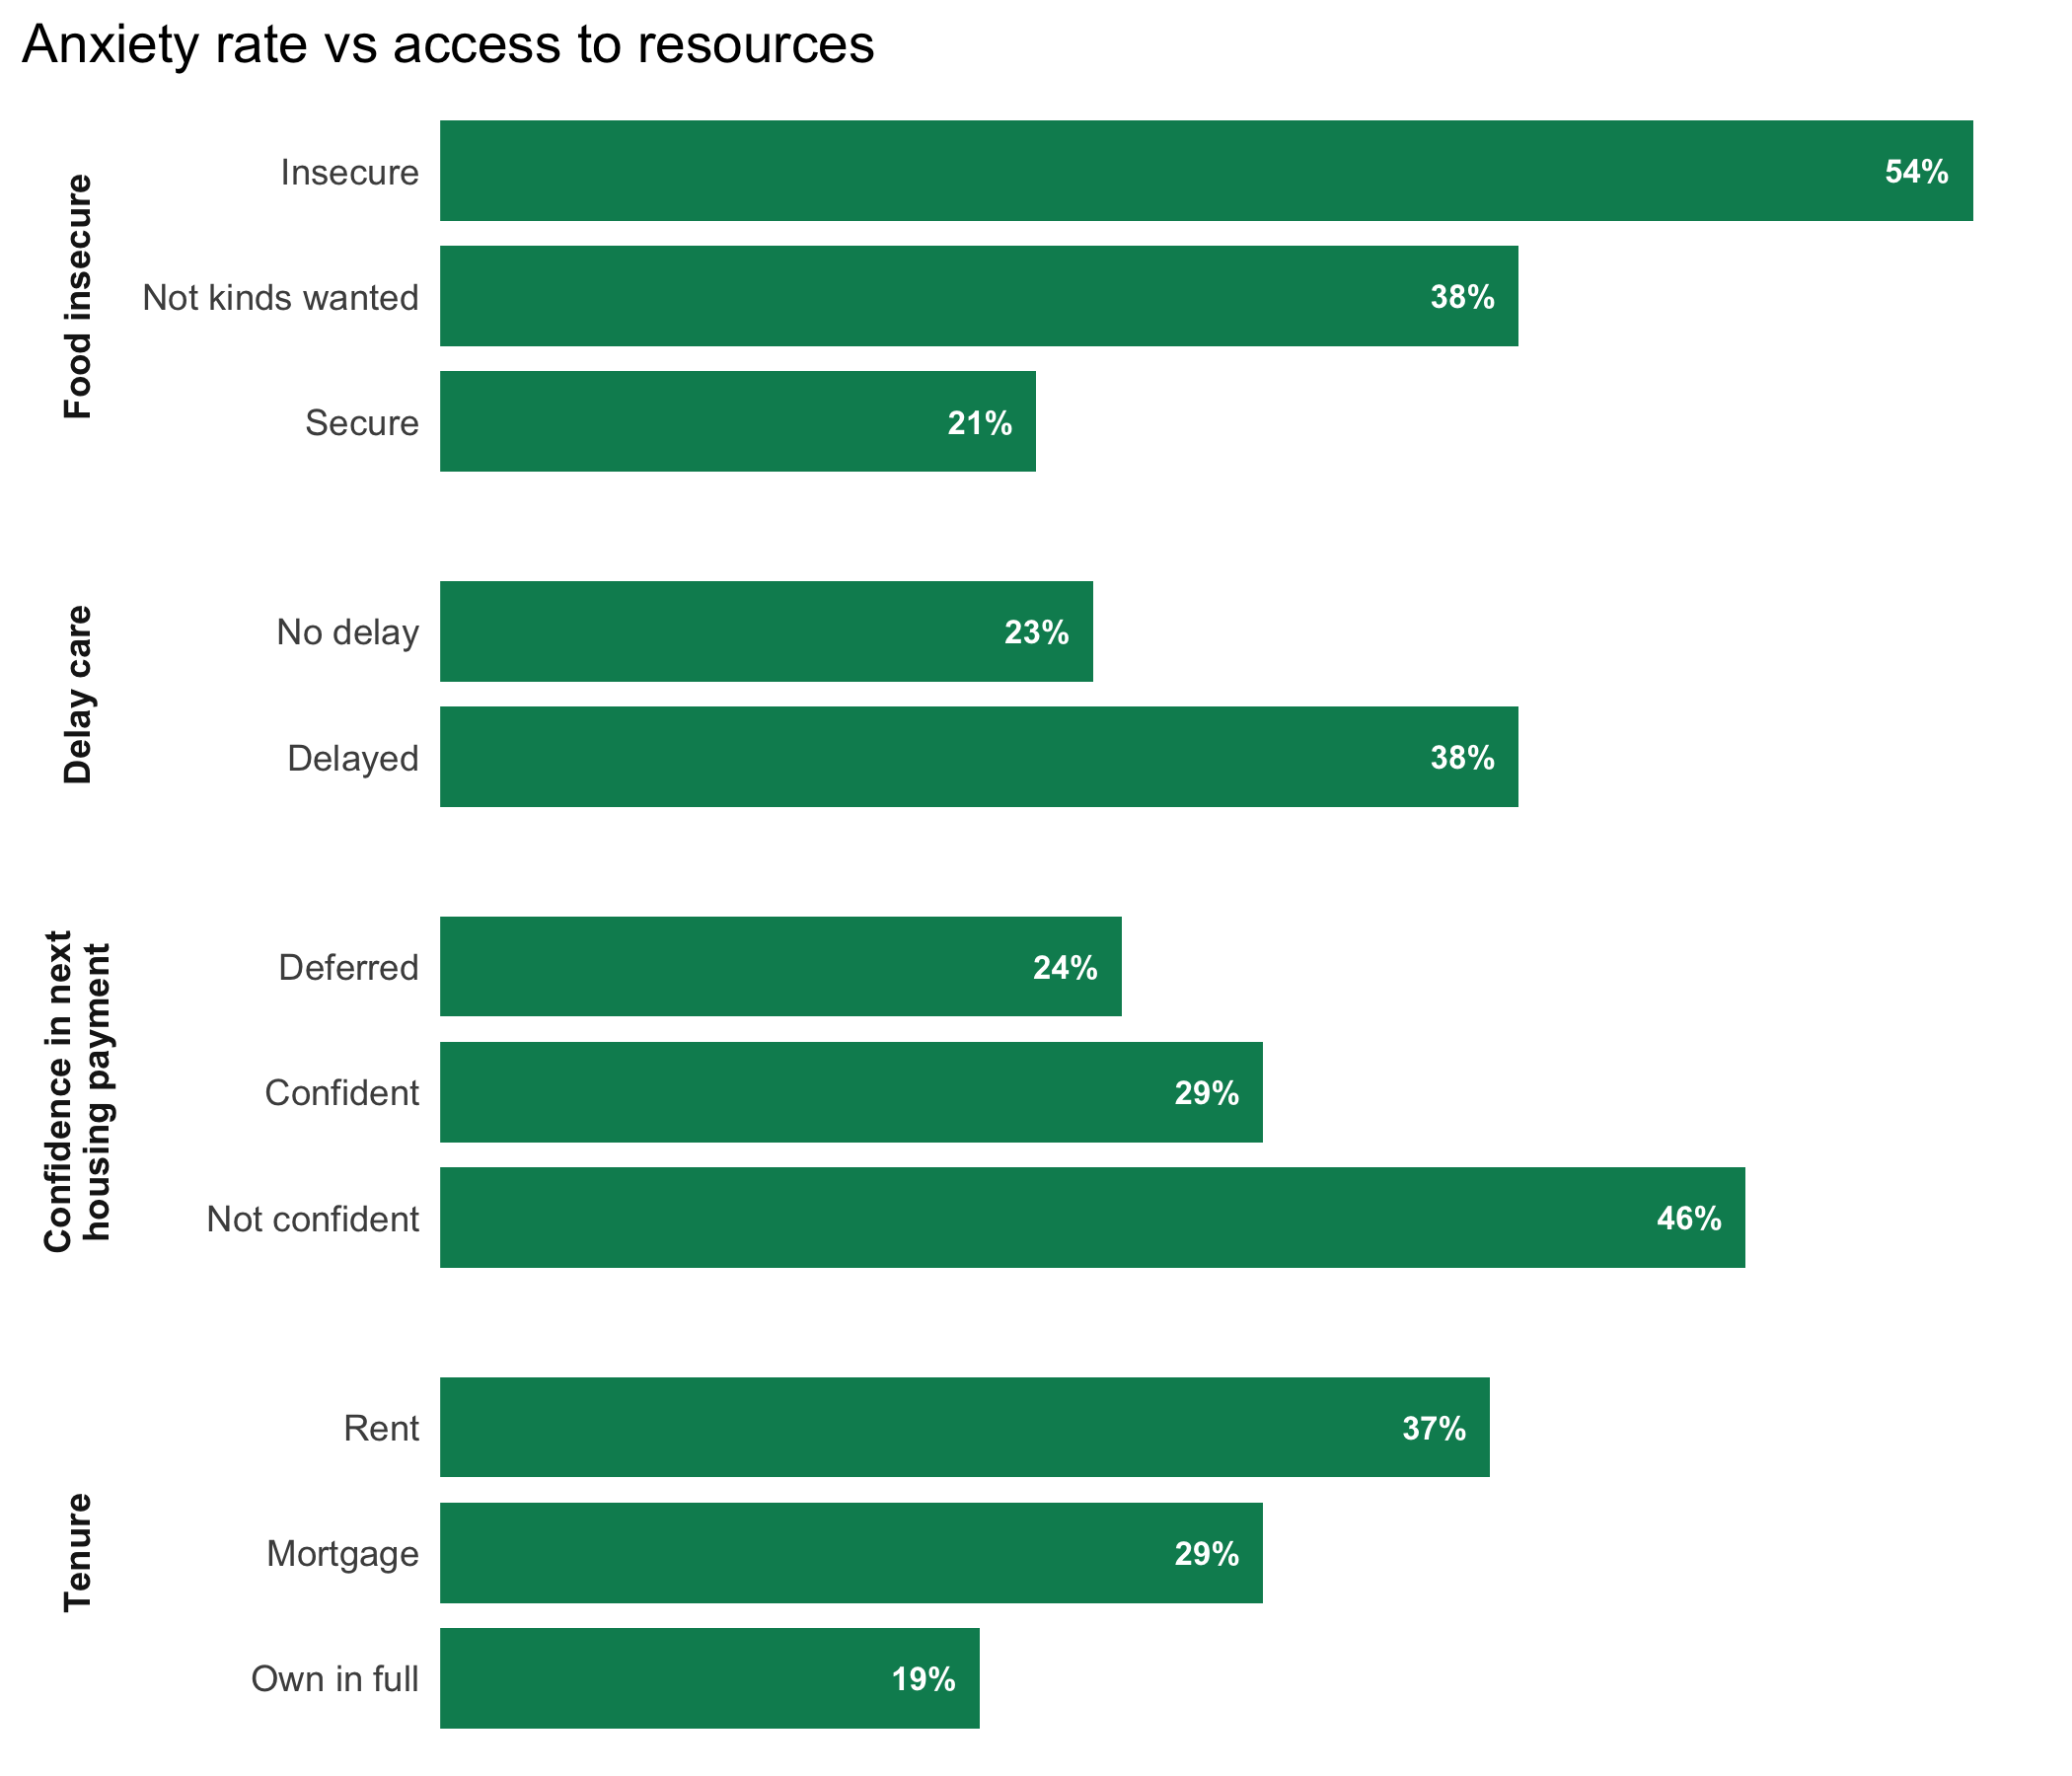 Anxiety rate vs access to resources
Food insecure
Insecure
54%
Not kinds wanted
38%
Secure
21%
Delay care
No delay
23%
Delayed
38%
Confidence in next
housing payment
Deferred
24%
Confident
29%
Not confident
46%
Tenure
Rent
37%
Mortgage
29%
Own in full
19%